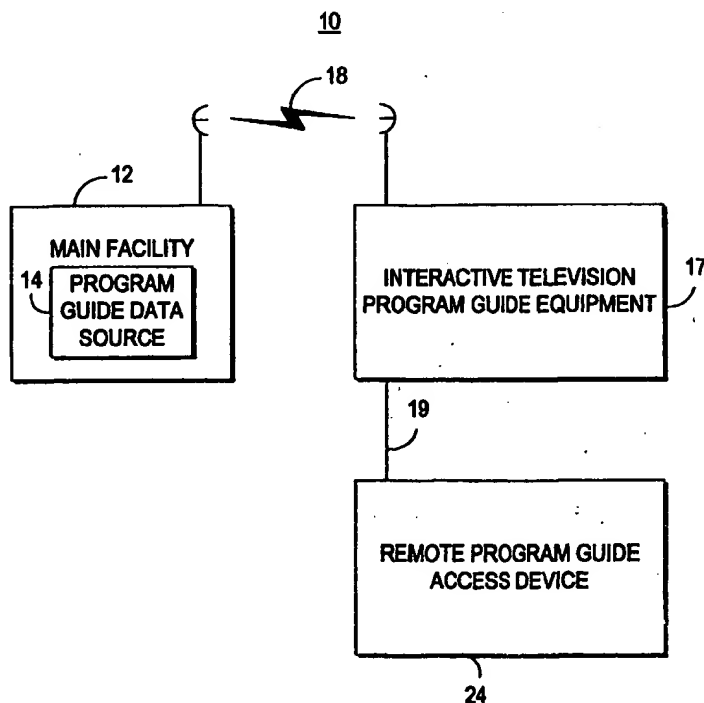 10
18
12
MAIN FACILITY
14
PROGRAM
GUIDE DATA
SOURCE
INTERACTIVE TELEVISION
PROGRAM GUIDE EQUIPMENT
17
19
REMOTE PROGRAM GUIDE
ACCESS DEVICE
24